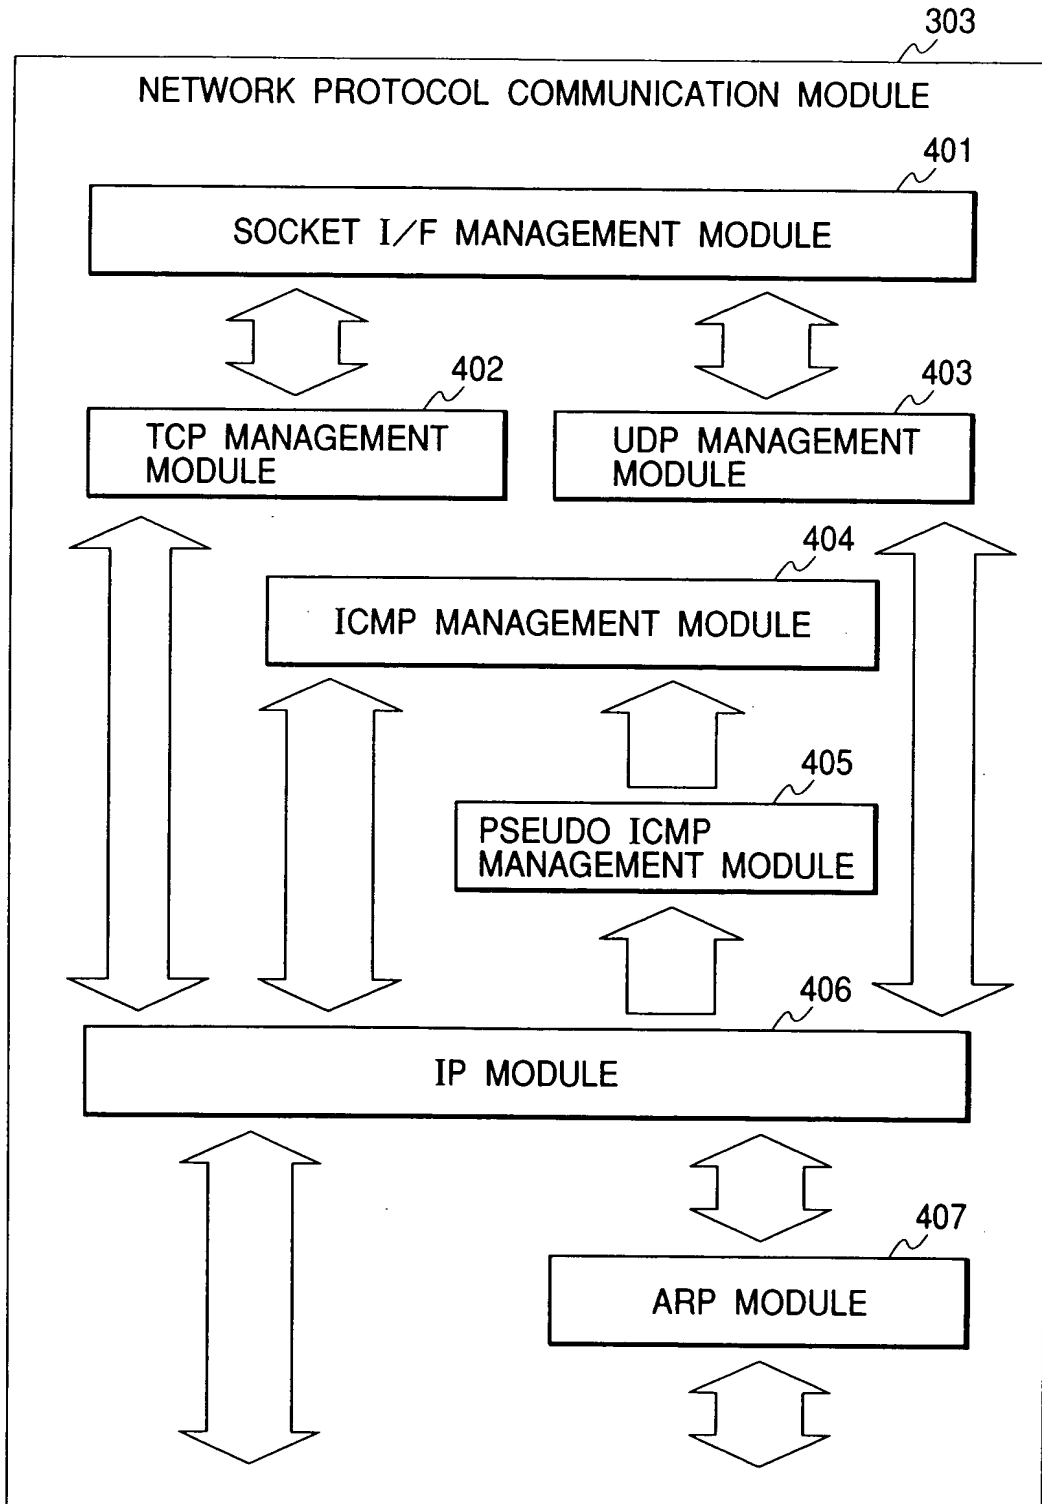 303
NETWORK PROTOCOL COMMUNICATION MODULE
401
SOCKET I/F MANAGEMENT MODULE
402
403
TCP MANAGEMENT
MODULE
UDP MANAGEMENT
MODULE
404
ICMP MANAGEMENT MODULE
405
PSEUDO ICMP
MANAGEMENT MODULE
406
IP MODULE
407
ARP MODULE